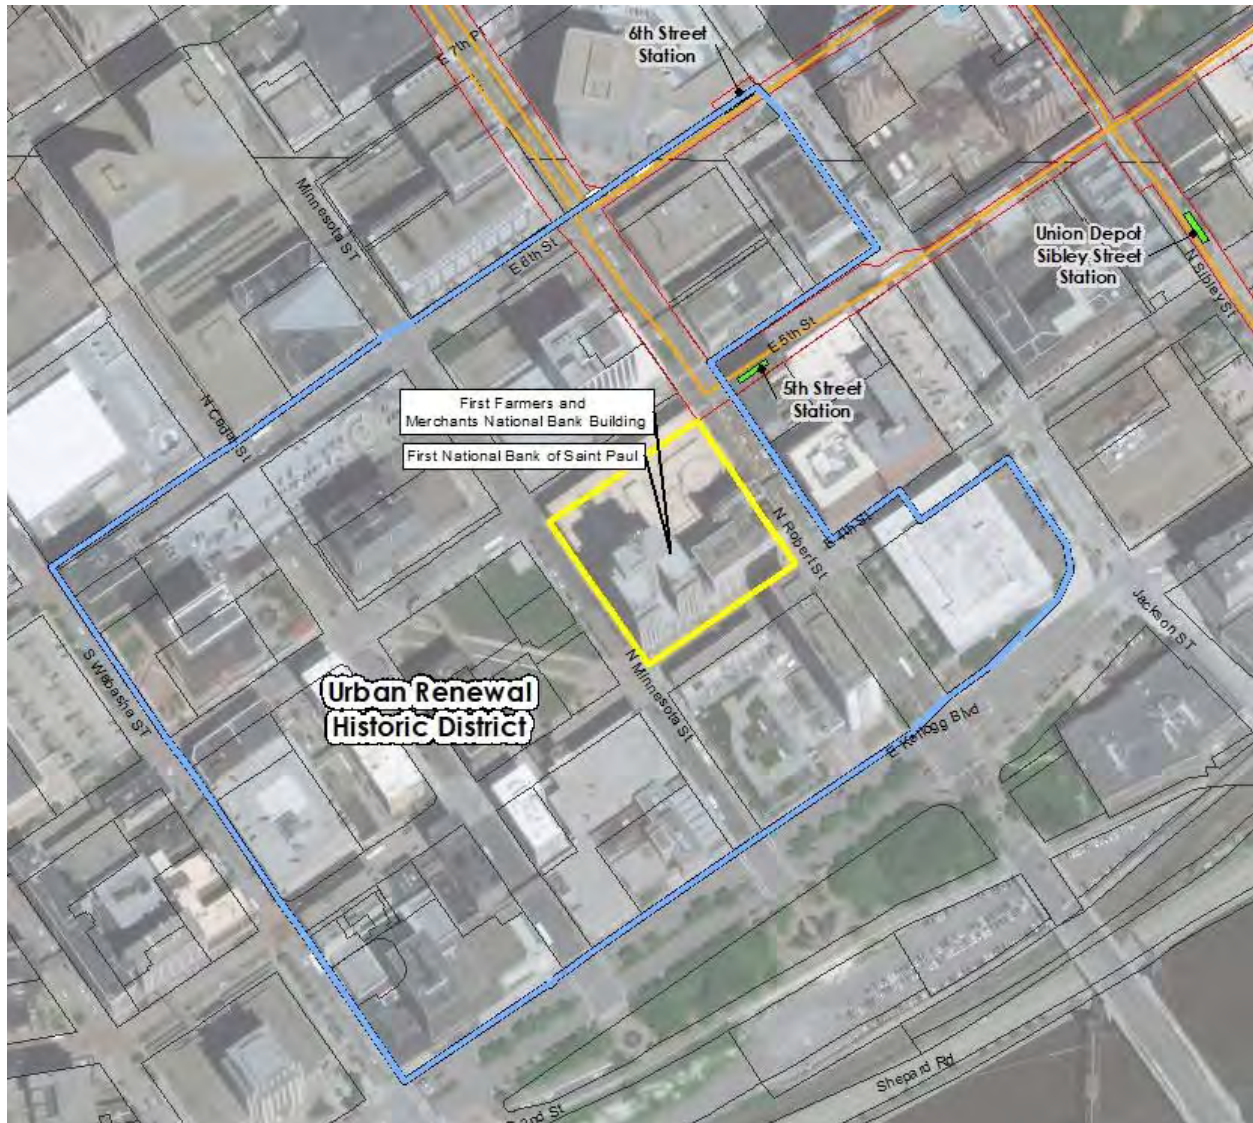 6th Street
Station
E 7th Pl
Minnesota ST
E 6th St
Union Depot
Sibley Street
Station
N Sibley St
E 5th St
5th Street
Station
First Farmers and
Merchants National Bank Building
First National Bank of Saint Paul
N Cedar St
N Robert St
E 4th St
Jackson ST
S Wabasha ST
N Minnesota St
Urban Renewal
Historic District
E Kellogg Blvd
Shepard Rd
2nd St